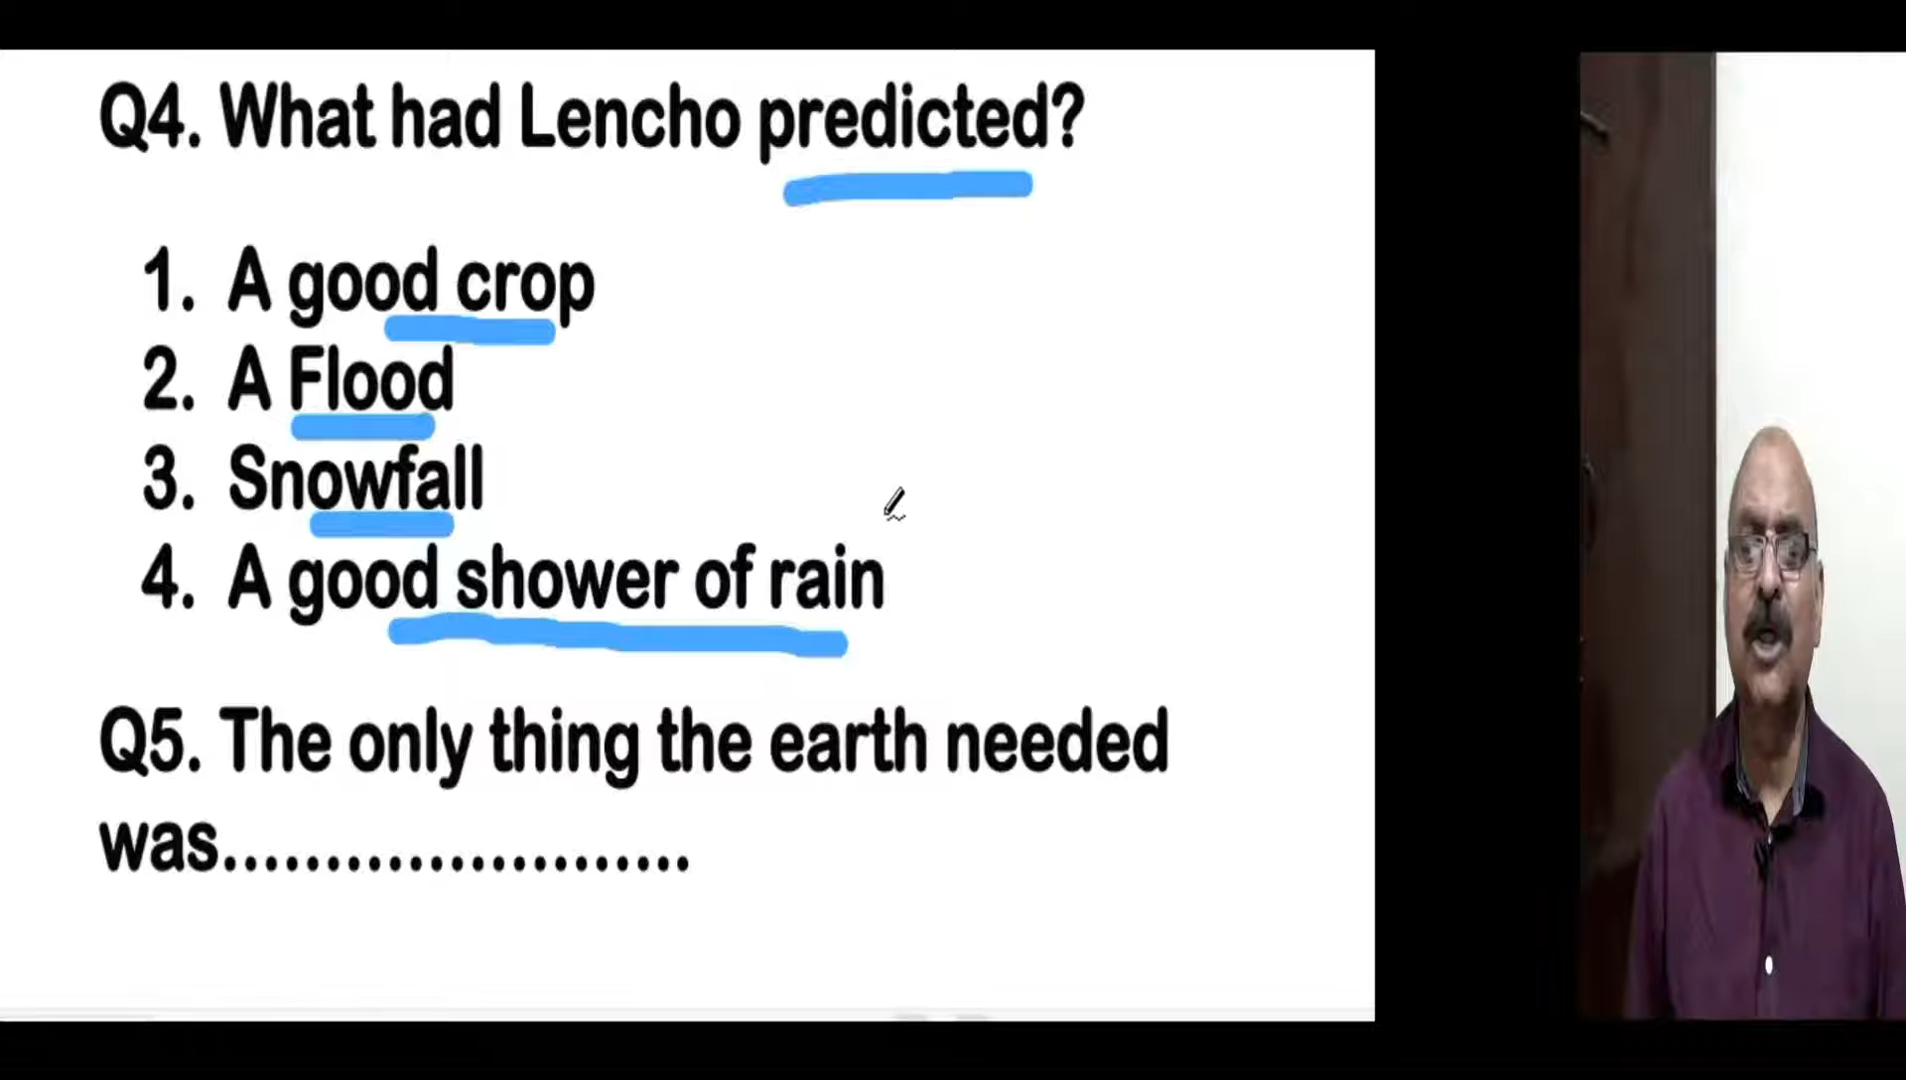 Q4. What had Lencho predicted?
1. A good crop
2. A Flood
3. Snowfall
4. A good shower of rain
Q5. The only thing the earth needed
was.......................